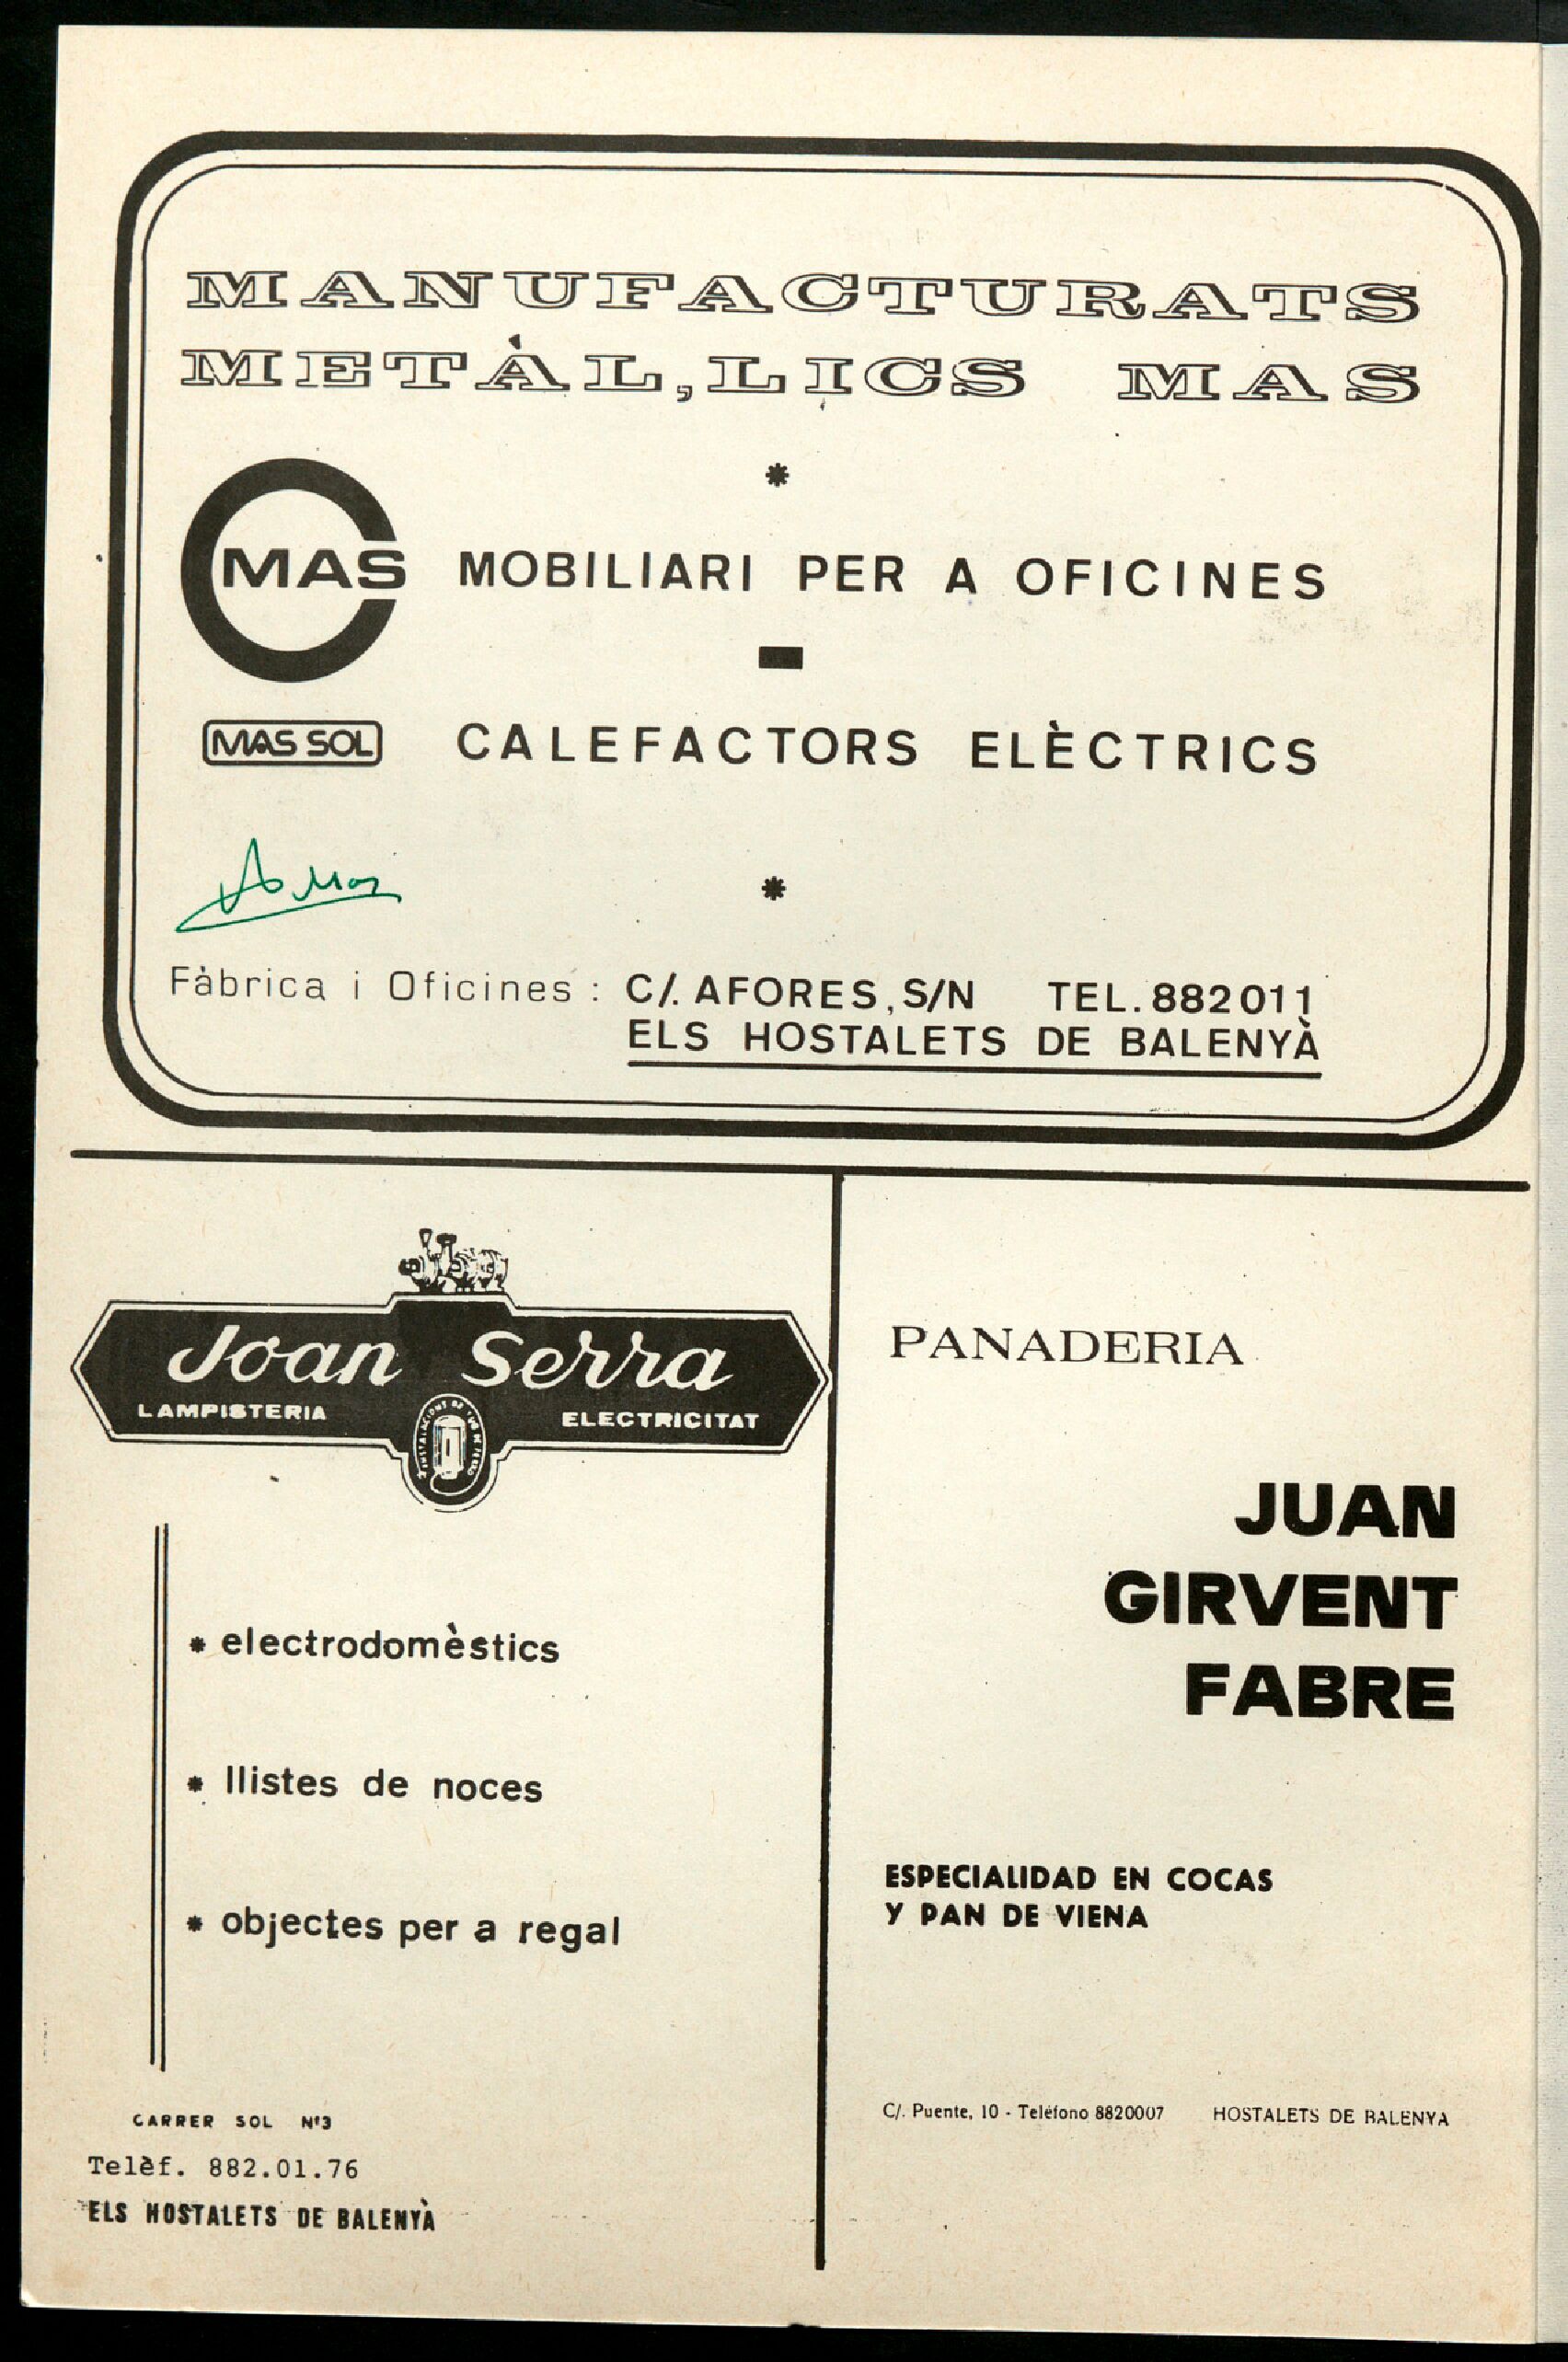 MANUFACTURATS
METÀL,LICS MAS
*
MAS
MOBILIARI PER A OFICINES
-
MAS SOL
CALEFACTORS ELÈCTRICS
A Mas
*
Fàbrica i Oficines : C/. AFORES, S/N TEL. 882011
ELS HOSTALETS DE BALENYÀ
Joan Serra
LAMPISTERIA
ELECTRICITAT
* electrodomèstics
* llistes de noces
* objectes per a regal
CARRER SOL Nº3
Telèf. 882.01.76
ELS HOSTALETS DE BALENYÀ
PANADERIA
JUAN
GIRVENT
FABRE
ESPECIALIDAD EN COCAS
Y PAN DE VIENA
C/. Puente, 10 - Teléfono 8820007 HOSTALETS DE BALENYA